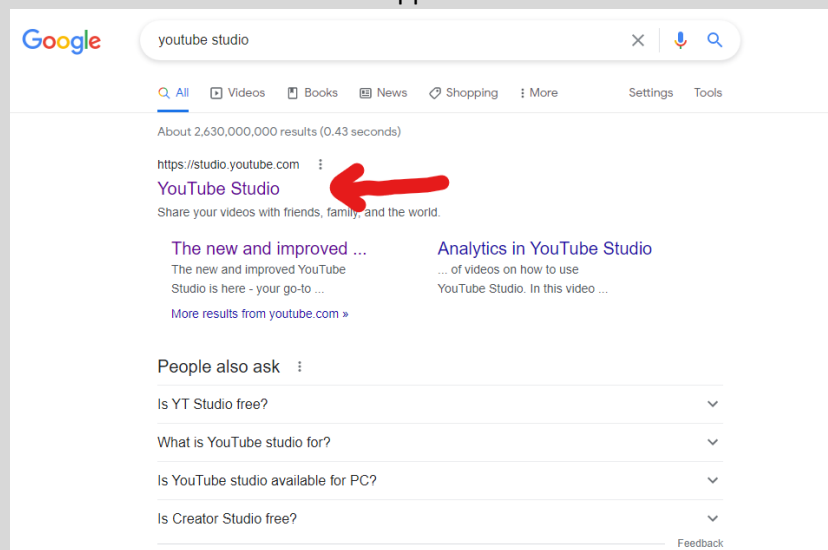 Google
youtube studio
All Videos Books News Shopping More Settings Tools
About 2,630,000,000 results (0.43 seconds)
https://studio.youtube.com
YouTube Studio
Share your videos with friends, family, and the world.
The new and improved ...
The new and improved YouTube
Studio is here - your go-to ...
More results from youtube.com »
Analytics in YouTube Studio
... of videos on how to use
YouTube Studio. In this video ...
People also ask
Is YT Studio free?
What is YouTube studio for?
Is YouTube studio available for PC?
Is Creator Studio free?
Feedback